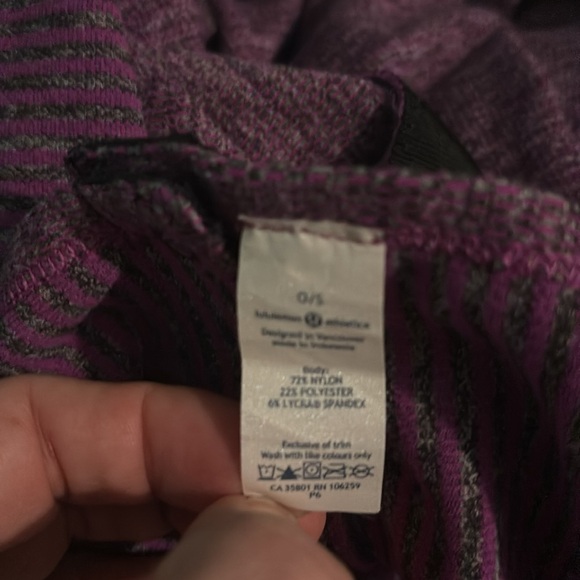 O/S
lululemon athletica
Designed in Vancouver
Made in Indonesia
Body:
72% NYLON
22% POLYESTER
6% LYCRA® SPANDEX
Exclusive of trim
Wash with like colours only
CA 35801 RN 106259
P6